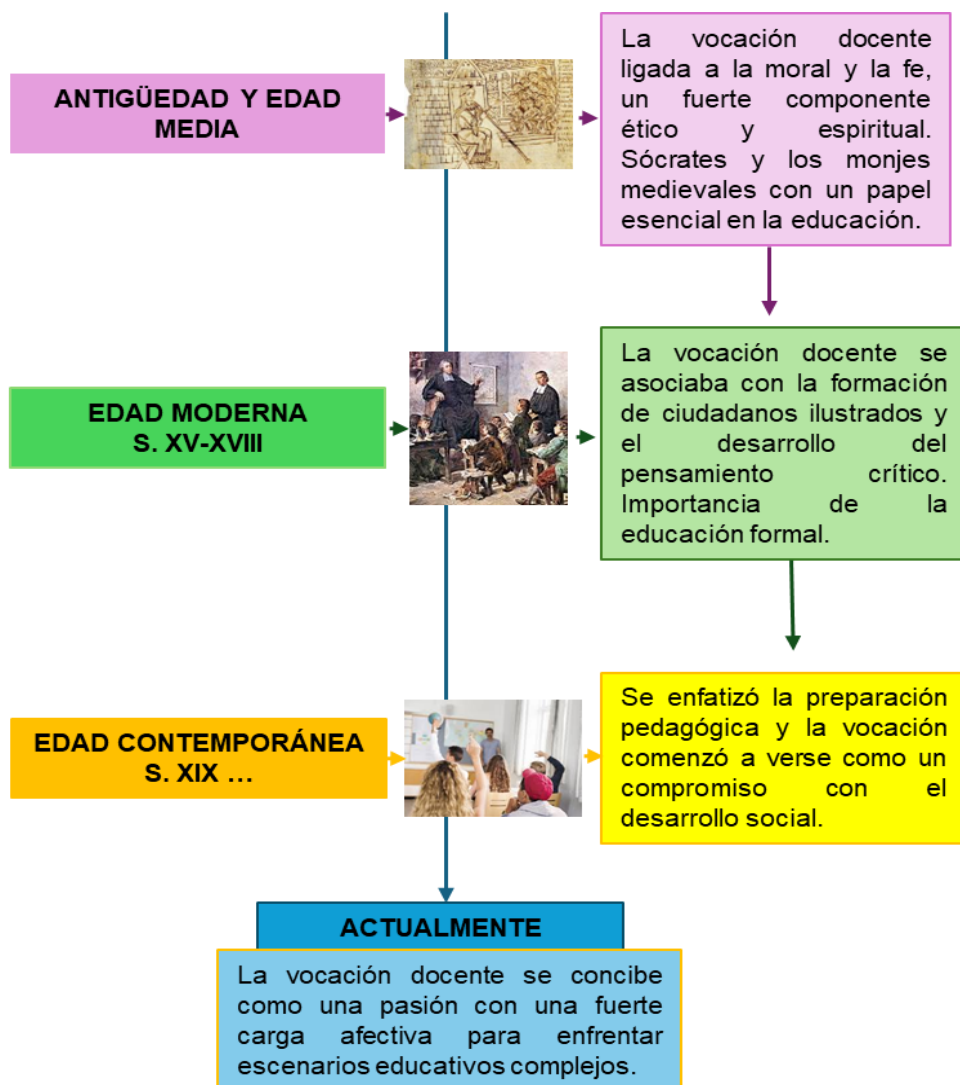 ANTIGÜEDAD Y EDAD
MEDIA
La vocación docente
ligada a la moral y la fe,
un fuerte componente
ético y espiritual.
Sócrates y los monjes
medievales con un papel
esencial en la educación.
EDAD MODERNA
S. XV-XVIII
La vocación docente se
asociaba con la formación
de ciudadanos ilustrados y
el desarrollo del
pensamiento crítico.
Importancia de la
educación formal.
EDAD CONTEMPORÁNEA
S. XIX ...
Se enfatizó la preparación
pedagógica y la vocación
comenzó a verse como un
compromiso con el
desarrollo social.
ACTUALMENTE
La vocación docente se concibe
como una pasión con una fuerte
carga afectiva para enfrentar
escenarios educativos complejos.